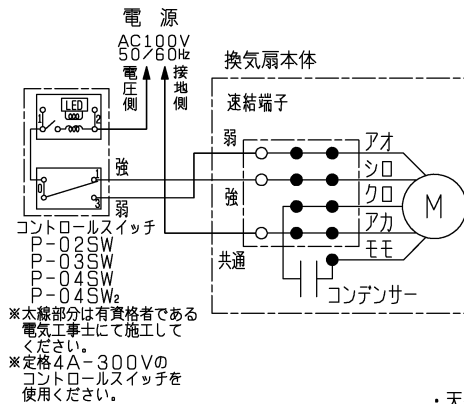 電 源
AC100V
50/60Hz
電圧側
接地側
換気扇本体
速結端子
LED
1
2
0
1
3
強
弱
弱
強
共通
アオ
シロ
クロ
アカ
モモ
M
コンデンサー
コントロールスイッチ
P-02SW
P-03SW
P-04SW
P-04SW₂
※太線部分は有資格者である
電気工事士にて施工して
ください。
※定格4A-300Vの
コントロールスイッチを
使用ください。
・天